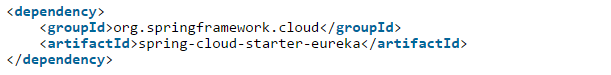 <dependency>
    <groupId>org.springframework.cloud</groupId>
    <artifactId>spring-cloud-starter-eureka</artifactId>
</dependency>